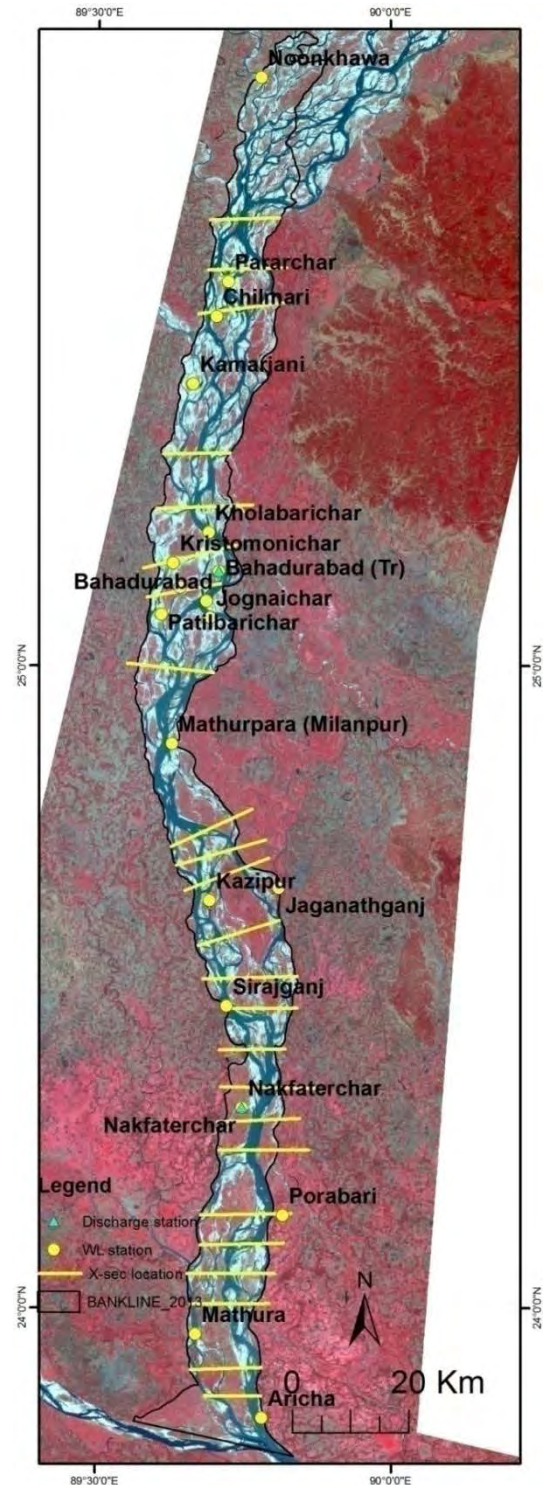 89°30'0"E
90°0'0"E
Noonkhawa
Pararchar
Chilmari
Kamarjani
Kholabarichar
Kristomonichar
Bahadurabad (Tr)
Bahadurabad
Jognaichar
Patilbarichar
25°0'0"N
25°0'0"N
Mathurpara (Milanpur)
Kazipur
Jaganathganj
Sirajganj
Nakfaterchar
Nakfaterchar
Legend
Porabari
Discharge station
WL station
X-sec location
BANKLINE_2013
24°0'0"N
24°0'0"N
N
Mathura
0 20 Km
Aricha
89°30'0"E
90°0'0"E